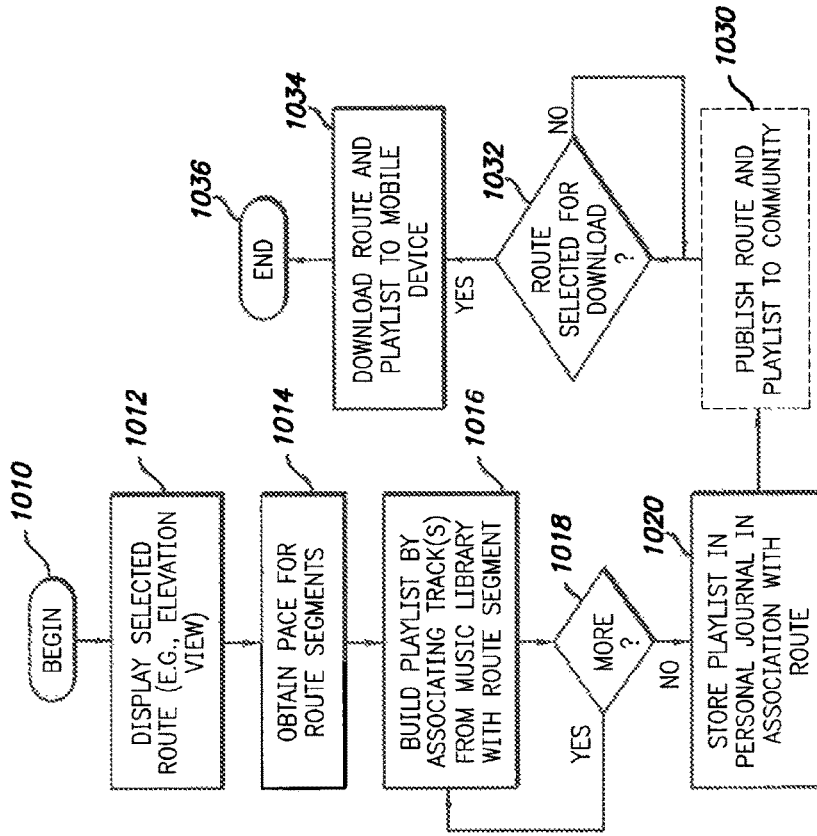 1010
BEGIN
1012
DISPLAY SELECTED
ROUTE (E.G., ELEVATION
VIEW)
1014
OBTAIN PACE FOR
ROUTE SEGMENTS
1016
BUILD PLAYLIST BY
ASSOCIATING TRACK(S)
FROM MUSIC LIBRARY
WITH ROUTE SEGMENT
1018
MORE
?
YES
NO
1020
STORE PLAYLIST IN
PERSONAL JOURNAL IN
ASSOCIATION WITH
ROUTE
1030
PUBLISH ROUTE AND
PLAYLIST TO COMMUNITY
1032
ROUTE
SELECTED FOR
DOWNLOAD
?
NO
YES
1034
DOWNLOAD ROUTE AND
PLAYLIST TO MOBILE
DEVICE
1036
END